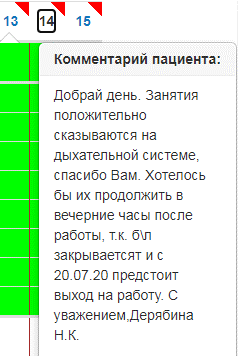 13 14 15
Комментарий пациента:
Добрай день. Занятия
положительно
сказываются на
дыхательной системе,
спасибо Вам. Хотелось
бы их продолжить в
вечерние часы после
работы, т.к. б\л
закрываетсят и с
20.07.20 предстоит
выход на работу. С
уважением,Дерябина
Н.К.